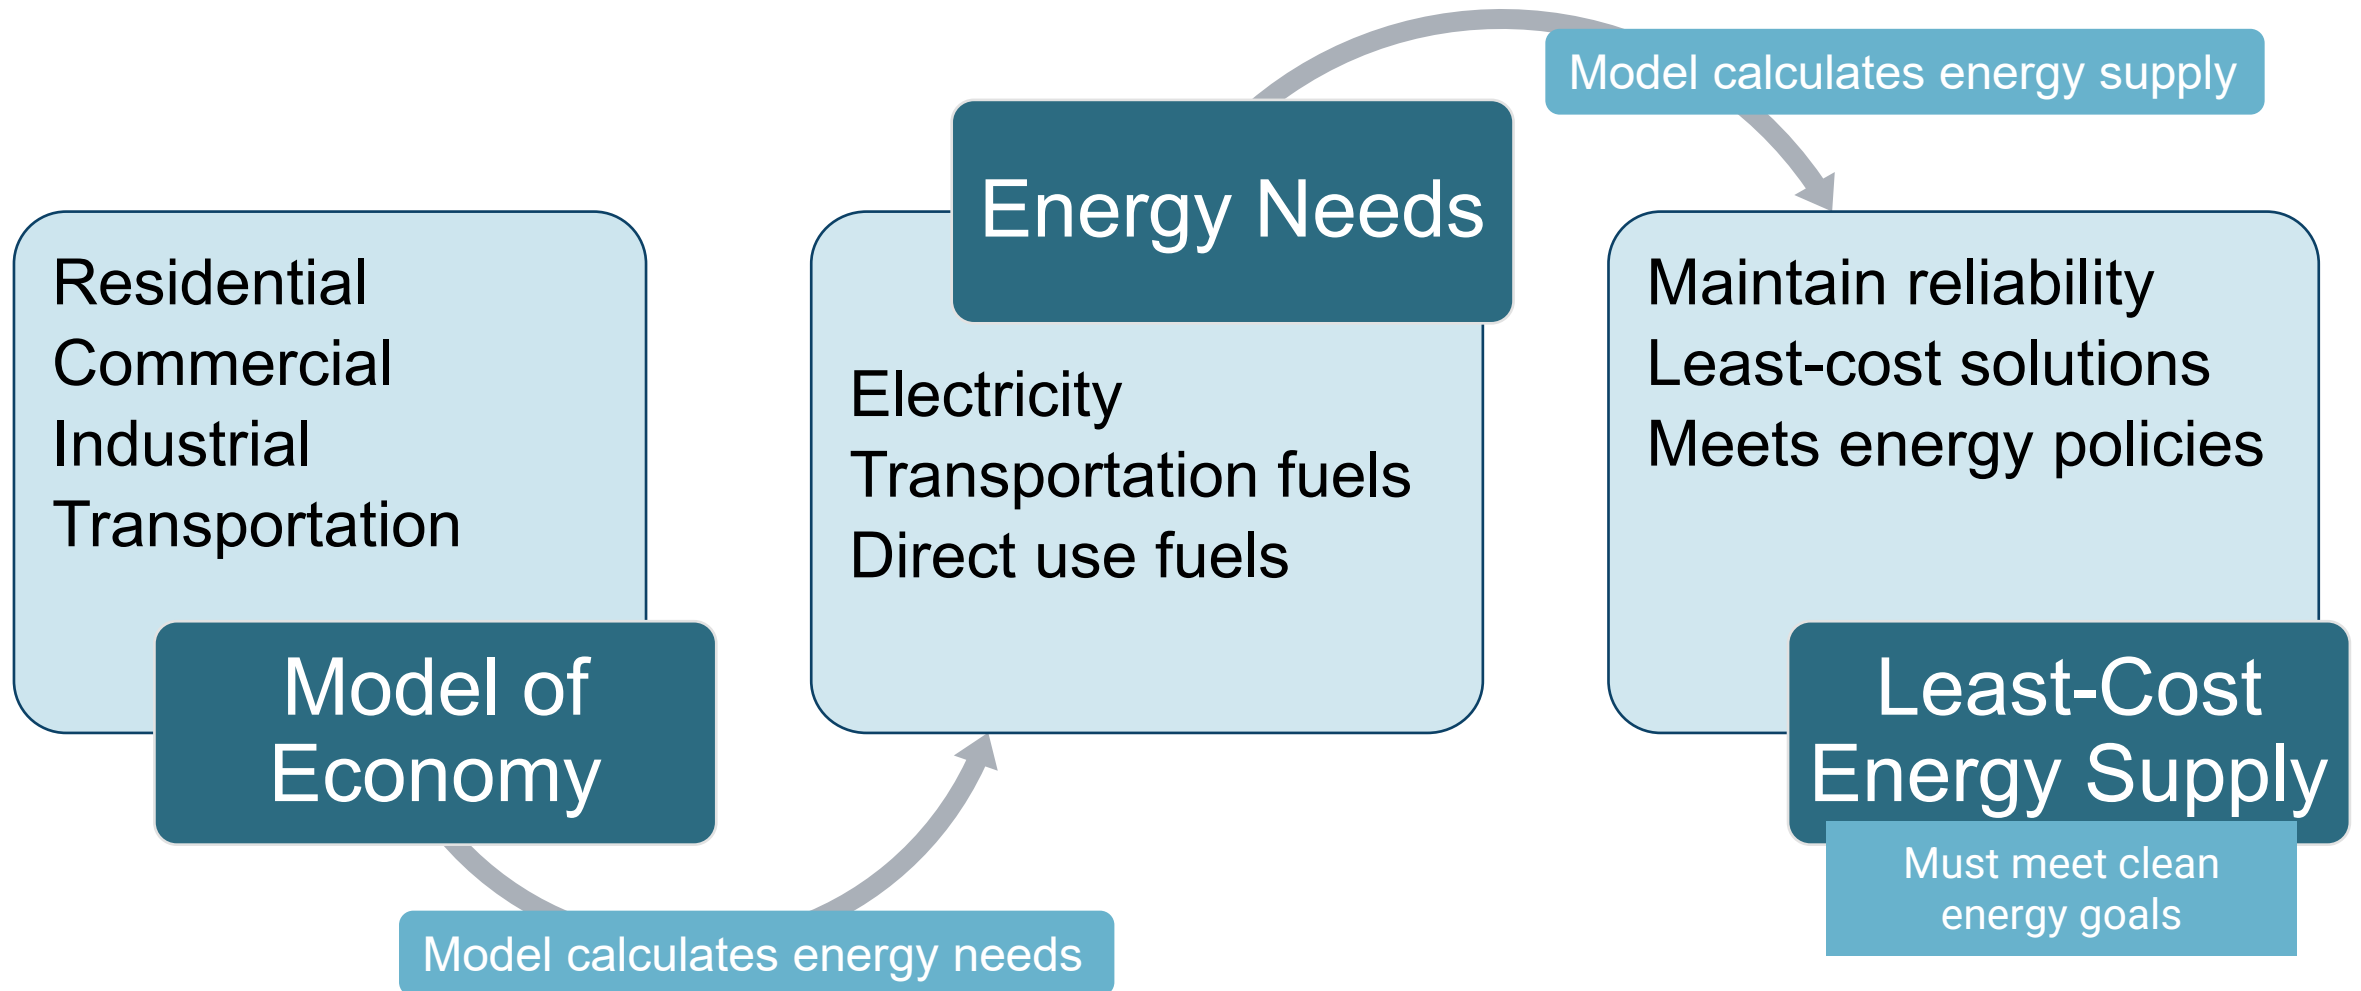 Residential
Commercial
Industrial
Transportation
Model of
Economy
Model calculates energy needs
Energy Needs
Electricity
Transportation fuels
Direct use fuels
Model calculates energy supply
Maintain reliability
Least-cost solutions
Meets energy policies
Least-Cost
Energy Supply
Must meet clean
energy goals